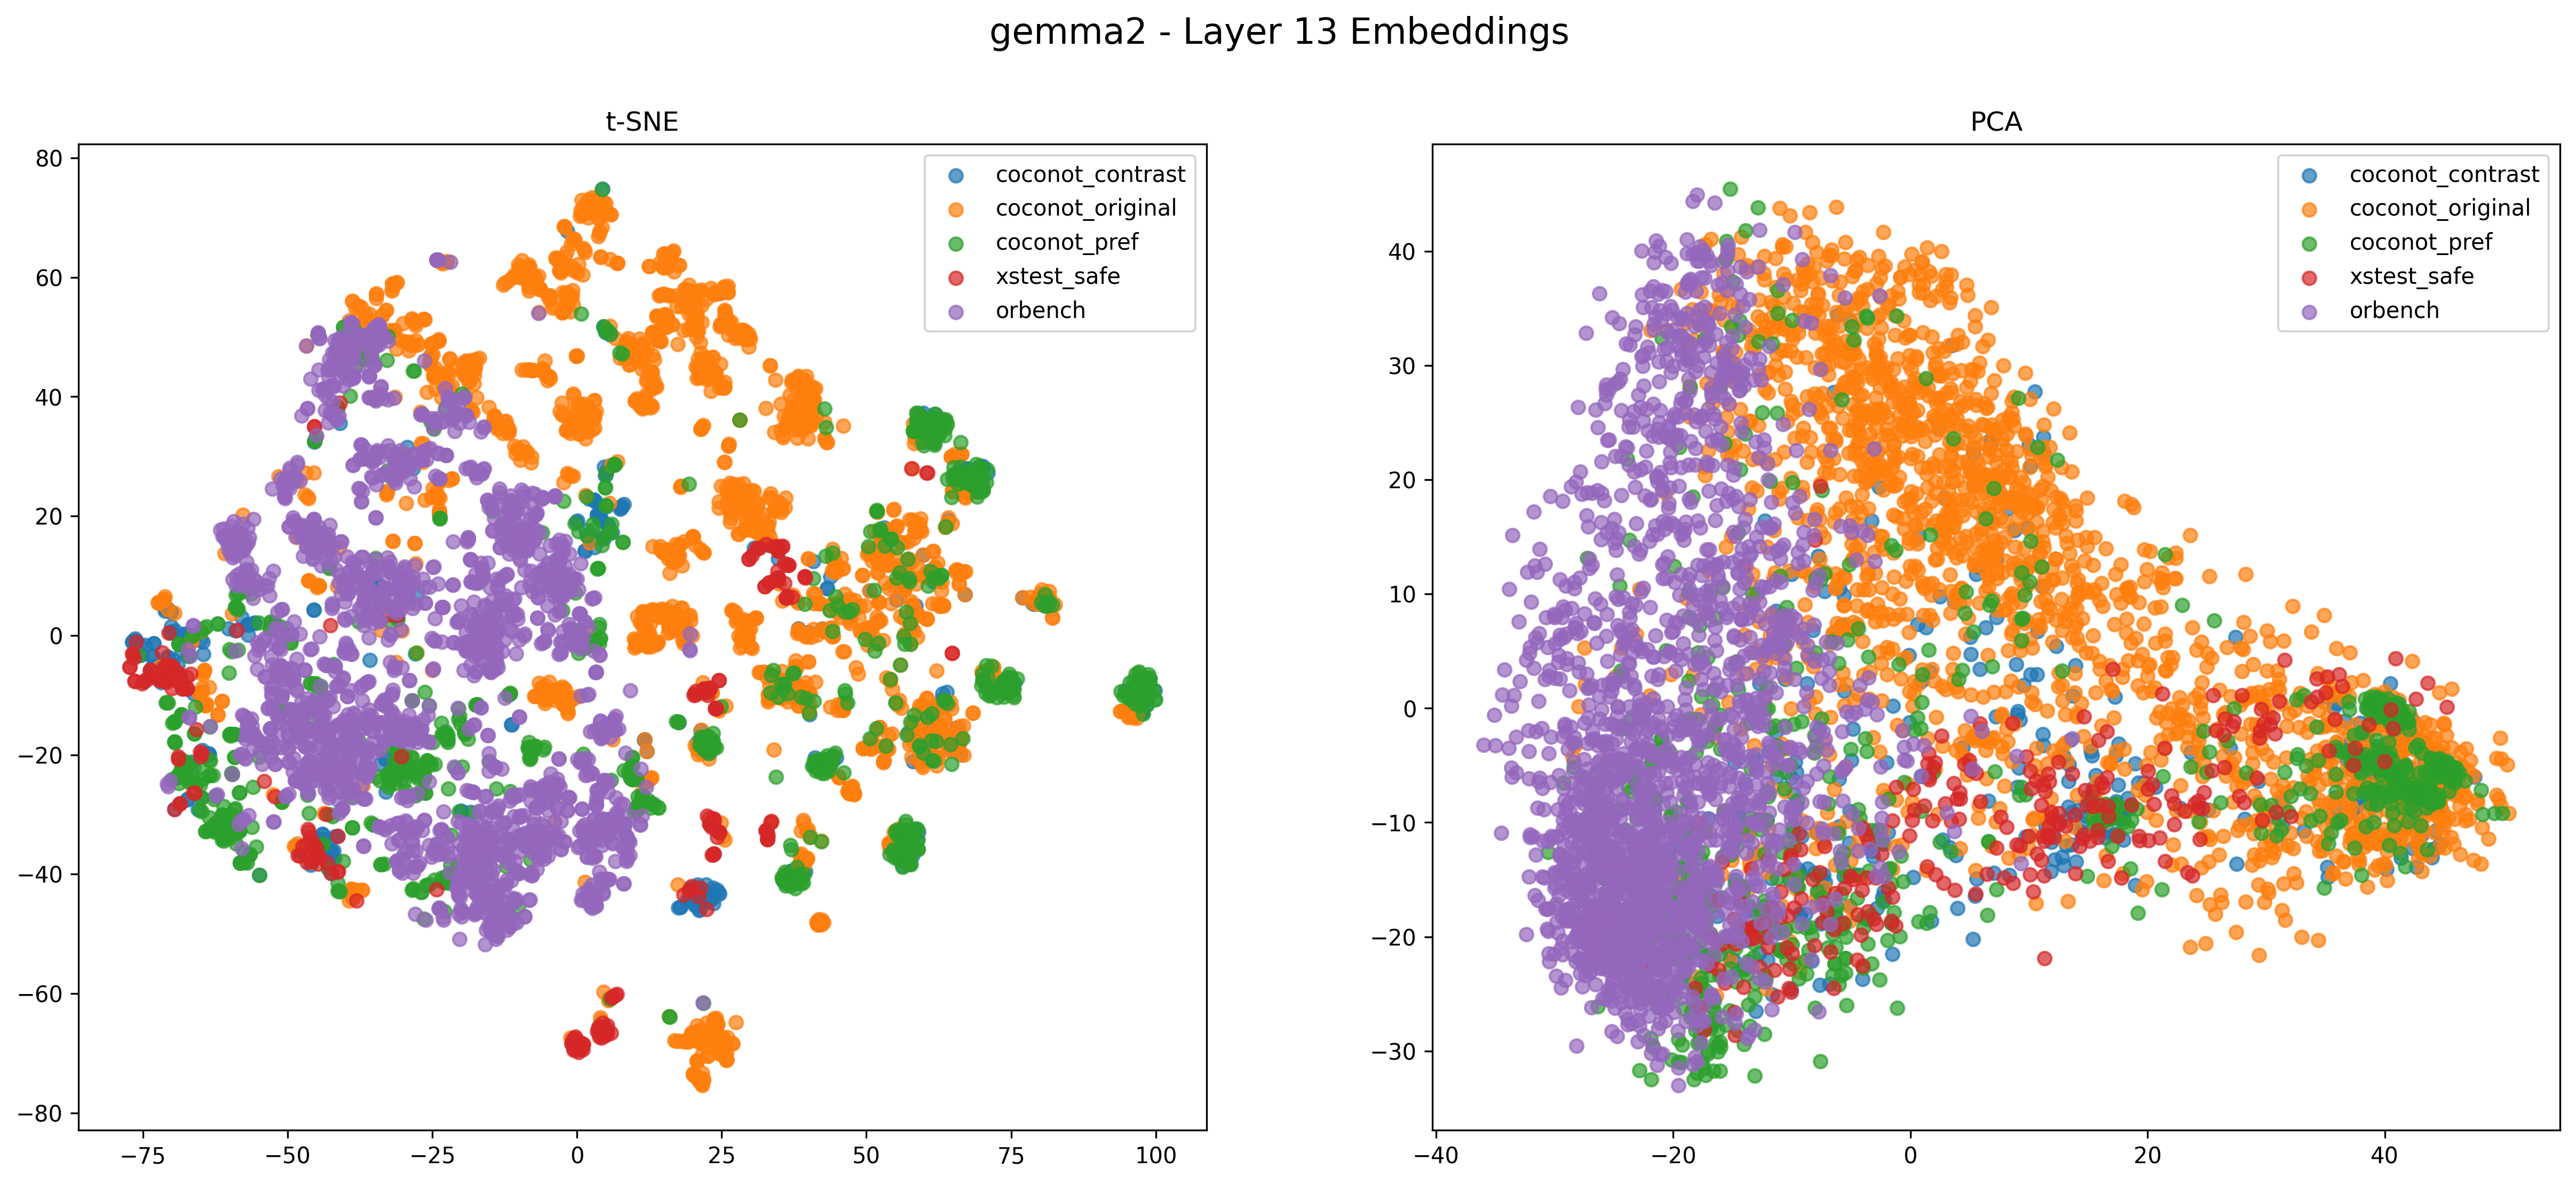 gemma2 - Layer 13 Embeddings
t-SNE
coconot_contrast
coconot_original
coconot_pref
xstest_safe
orbench
80
60
40
20
0
−20
−40
−60
−80
−75 −50 −25 0 25 50 75 100
PCA
coconot_contrast
coconot_original
coconot_pref
xstest_safe
orbench
40
30
20
10
0
−10
−20
−30
−40 −20 0 20 40